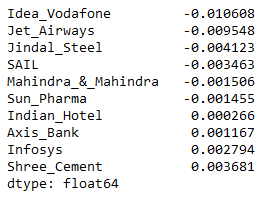 Idea_Vodafone -0.010608
Jet_Airways -0.009548
Jindal_Steel -0.004123
SAIL -0.003463
Mahindra_&_Mahindra -0.001506
Sun_Pharma -0.001455
Indian_Hotel 0.000266
Axis_Bank 0.001167
Infosys 0.002794
Shree_Cement 0.003681
dtype: float64